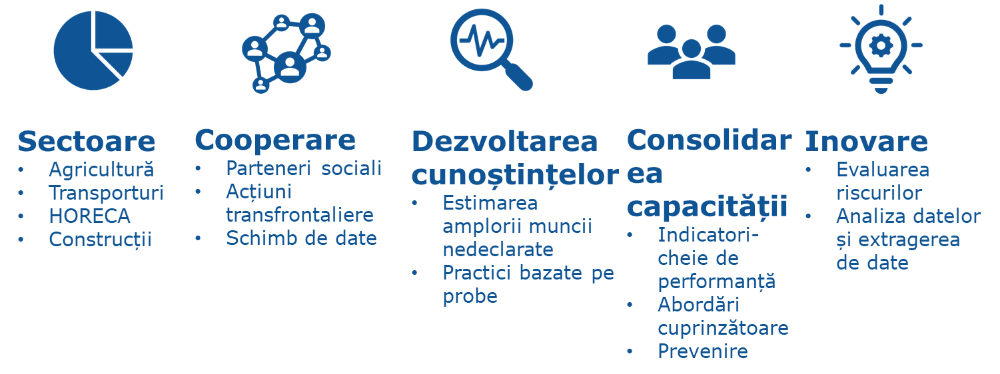 Sectoare
• Agricultură
• Transporturi
• HORECA
• Construcții
Cooperare
• Parteneri sociali
• Acțiuni
transfrontaliere
• Schimb de date
Dezvoltarea
cunoștințelor
• Estimarea
amplorii muncii
nedeclarate
• Practici bazate pe
probe
Consolidar
ea
capacității
• Indicatori-
cheie de
performanță
• Abordări
cuprinzătoare
• Prevenire
Inovare
• Evaluarea
riscurilor
• Analiza datelor
și extragerea
de date